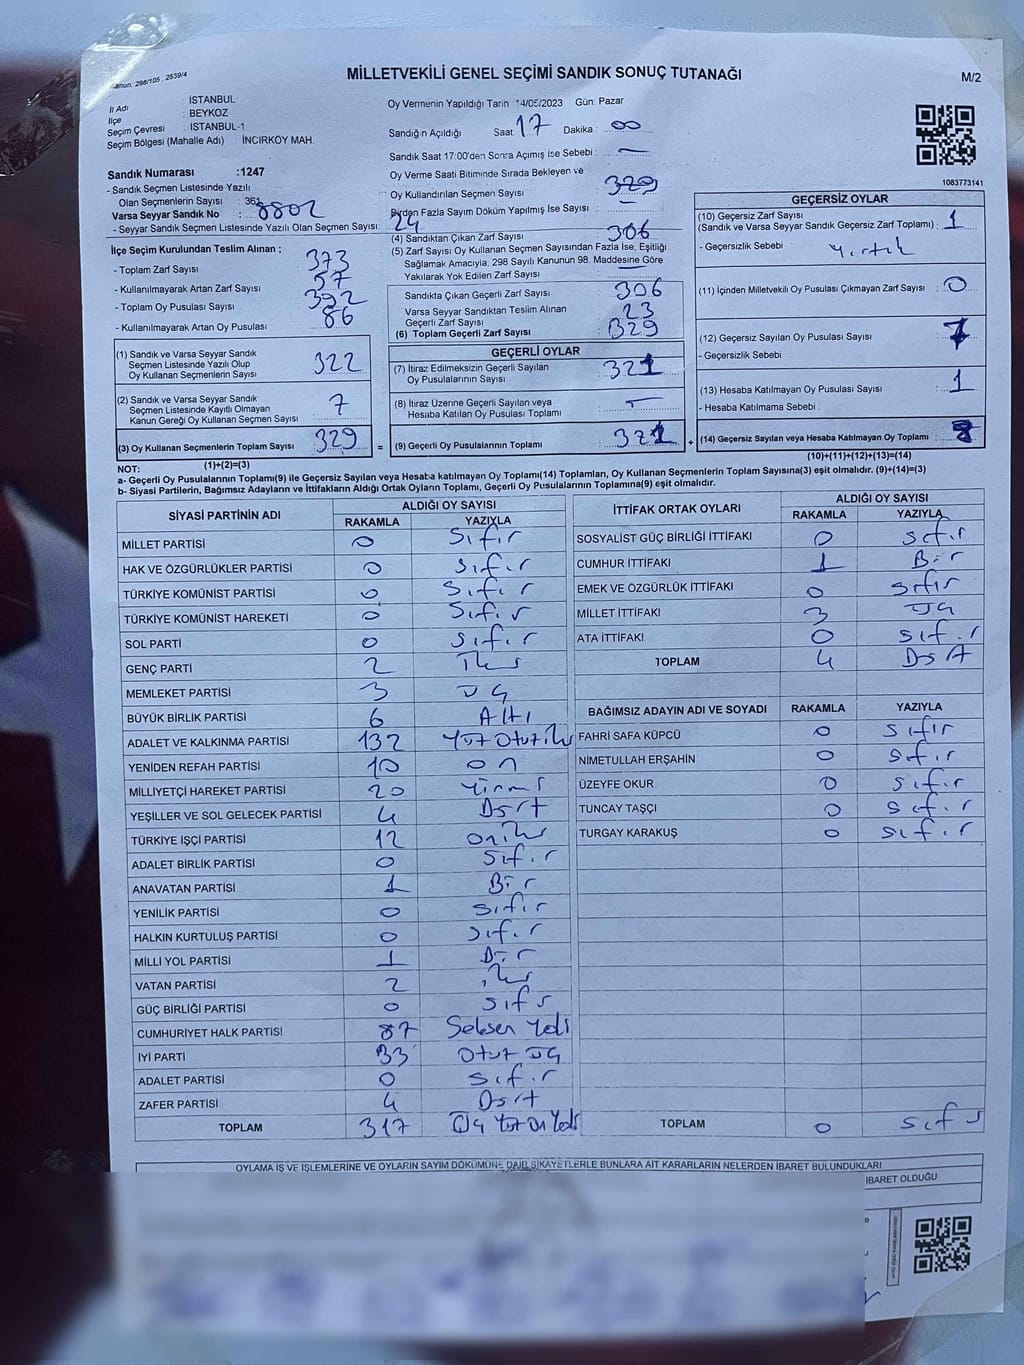 Kanun: 298/105 , 2839/4
MİLLETVEKİLİ GENEL SEÇİMİ SANDIK SONUÇ TUTANAĞI
M/2
İl Adı : İSTANBUL
İlçe : BEYKOZ
Seçim Çevresi : İSTANBUL-1
Seçim Bölgesi (Mahalle Adı) İNCİRKÖY MAH.
Sandık Numarası :1247
- Sandık Seçmen Listesinde Yazılı
Olan Seçmenlerin Sayısı :
Varsa Seyyar Sandık No : 8802
- Seyyar Sandık Seçmen Listesinde Yazılı Olan Seçmen Sayısı: 24
İlçe Seçim Kurulundan Teslim Alınan ;
- Toplam Zarf Sayısı 373
- Kullanılmayarak Artan Zarf Sayısı 57
- Toplam Oy Pusulası Sayısı 392
- Kullanılmayarak Artan Oy Pusulası 86
(1) Sandık ve Varsa Seyyar Sandık
Seçmen Listesinde Yazılı Olup
Oy Kullanan Seçmenlerin Sayısı 322
(2) Sandık ve Varsa Seyyar Sandık
Seçmen Listesinde Kayıtlı Olmayan
Kanun Gereği Oy Kullanan Seçmen Sayısı 7
(3) Oy Kullanan Seçmenlerin Toplam Sayısı 329 =
(1)+(2)=(3)
Oy Vermenin Yapıldığı Tarih :14/05/2023 Gün: Pazar
Sandığın Açıldığı Saat: 17 Dakika : 00
Sandık Saat 17:00'den Sonra Açılmış İse Sebebi : —
Oy Verme Saati Bitiminde Sırada Bekleyen ve
Oy Kullandırılan Seçmen Sayısı : 329
Birden Fazla Sayım Döküm Yapılmış İse Sayısı : —
(4) Sandıktan Çıkan Zarf Sayısı : 306
(5) Zarf Sayısı Oy Kullanan Seçmen Sayısından Fazla İse, Eşitliği
Sağlamak Amacıyla, 298 Sayılı Kanunun 98. Maddesine Göre
Yakılarak Yok Edilen Zarf Sayısı : —
Sandıkta Çıkan Geçerli Zarf Sayısı : 306
Varsa Seyyar Sandıktan Teslim Alınan
Geçerli Zarf Sayısı : 23
(6) Toplam Geçerli Zarf Sayısı : 329
GEÇERLİ OYLAR
(7) İtiraz Edilmeksizin Geçerli Sayılan
Oy Pusulalarının Sayısı : 321
(8) İtiraz Üzerine Geçerli Sayılan veya
Hesaba Katılan Oy Pusulası Toplamı : —
(9) Geçerli Oy Pusulalarının Toplamı : 321 +
1083773141
GEÇERSİZ OYLAR
(10) Geçersiz Zarf Sayısı
(Sandık ve Varsa Seyyar Sandık Geçersiz Zarf Toplamı) : 1
- Geçersizlik Sebebi : Yırtık
(11) İçinden Milletvekili Oy Pusulası Çıkmayan Zarf Sayısı : 0
(12) Geçersiz Sayılan Oy Pusulası Sayısı : 7
- Geçersizlik Sebebi :
(13) Hesaba Katılmayan Oy Pusulası Sayısı : 1
- Hesaba Katılmama Sebebi :
(14) Geçersiz Sayılan veya Hesaba Katılmayan Oy Toplamı : 8
(10)+(11)+(12)+(13)=(14)
NOT:
a- Geçerli Oy Pusulalarının Toplamı(9) ile Geçersiz Sayılan veya Hesaba katılmayan Oy Toplamı(14) Toplamları, Oy Kullanan Seçmenlerin Toplam Sayısına(3) eşit olmalıdır. (9)+(14)=(3)
b- Siyasi Partilerin, Bağımsız Adayların ve İttifakların Aldığı Ortak Oyların Toplamı, Geçerli Oy Pusulalarının Toplamına(9) eşit olmalıdır.
SİYASİ PARTİNİN ADI ALDIĞI OY SAYISI
RAKAMLA YAZIYLA
MİLLET PARTİSİ 0 Sıfır
HAK VE ÖZGÜRLÜKLER PARTİSİ 0 Sıfır
TÜRKİYE KOMÜNİST PARTİSİ 0 Sıfır
TÜRKİYE KOMÜNİST HAREKETİ 0 Sıfır
SOL PARTİ 0 Sıfır
GENÇ PARTİ 2 İki
MEMLEKET PARTİSİ 3 Üç
BÜYÜK BİRLİK PARTİSİ 6 Altı
ADALET VE KALKINMA PARTİSİ 132 Yüz Otuz iki
YENİDEN REFAH PARTİSİ 10 On
MİLLİYETÇİ HAREKET PARTİSİ 20 Yirmi
YEŞİLLER VE SOL GELECEK PARTİSİ 4 Dört
TÜRKİYE İŞÇİ PARTİSİ 12 Oniki
ADALET BİRLİK PARTİSİ 0 Sıfır
ANAVATAN PARTİSİ 1 Bir
YENİLİK PARTİSİ 0 Sıfır
HALKIN KURTULUŞ PARTİSİ 0 Sıfır
MİLLİ YOL PARTİSİ 1 Bir
VATAN PARTİSİ 2 iki
GÜÇ BİRLİĞİ PARTİSİ 0 Sıfır
CUMHURİYET HALK PARTİSİ 87 Seksen Yedi
İYİ PARTİ 33 Otuz Üç
ADALET PARTİSİ 0 Sıfır
ZAFER PARTİSİ 4 Dört
TOPLAM 317 Üç Yüz On Yedi
İTTİFAK ORTAK OYLARI ALDIĞI OY SAYISI
RAKAMLA YAZIYLA
SOSYALİST GÜÇ BİRLİĞİ İTTİFAKI 0 Sıfır
CUMHUR İTTİFAKI 1 Bir
EMEK VE ÖZGÜRLÜK İTTİFAKI 0 Sıfır
MİLLET İTTİFAKI 3 Üç
ATA İTTİFAKI 0 Sıfır
TOPLAM 4 Dört
BAĞIMSIZ ADAYIN ADI VE SOYADI RAKAMLA YAZIYLA
FAHRİ SAFA KÜPCÜ 0 Sıfır
NİMETULLAH ERŞAHİN 0 Sıfır
ÜZEYFE OKUR 0 Sıfır
TUNCAY TAŞÇI 0 Sıfır
TURGAY KARAKUŞ 0 Sıfır
TOPLAM 0 Sıfır
OYLAMA İŞ VE İŞLEMLERİNE VE OYLARIN SAYIM DÖKÜMÜNE DAİR ŞİKAYETLERLE BUNLARA AİT KARARLARIN NELERDEN İBARET BULUNDUKLARI
İBARET OLDUĞU